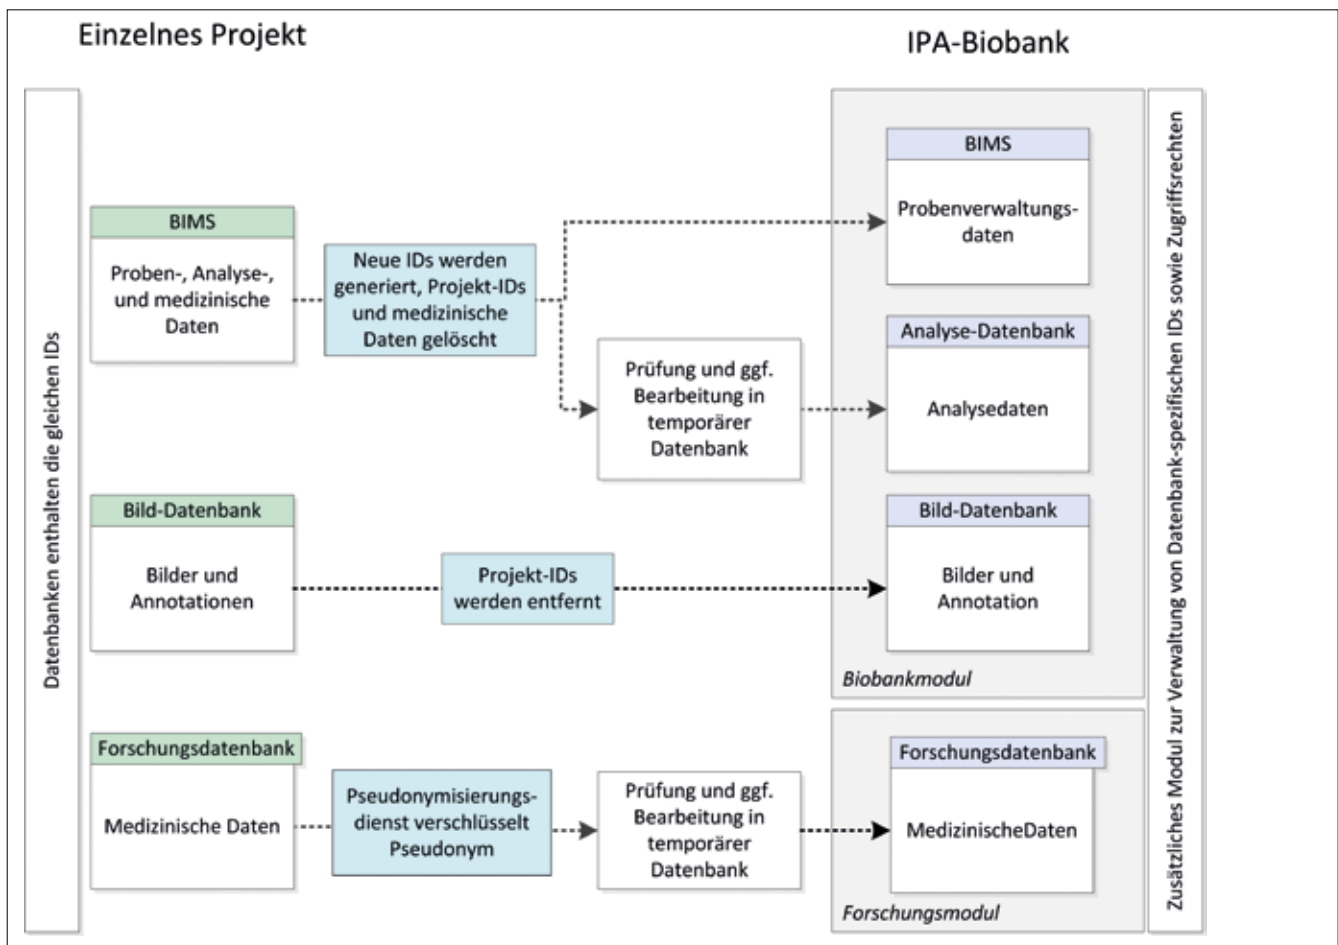 Einzelnes Projekt
IPA-Biobank
Datenbanken enthalten die gleichen IDs
BIMS
Proben-, Analyse-,
und medizinische
Daten
Neue IDs werden
generiert, Projekt-IDs
und medizinische
Daten gelöscht
BIMS
Probenverwaltungs-
daten
Prüfung und ggf.
Bearbeitung in
temporärer
Datenbank
Analyse-Datenbank
Analysedaten
Bild-Datenbank
Bilder und
Annotationen
Projekt-IDs
werden entfernt
Bild-Datenbank
Bilder und
Annotation
Biobankmodul
Forschungsdatenbank
Medizinische Daten
Pseudonymisierungs-
dienst verschlüsselt
Pseudonym
Prüfung und ggf.
Bearbeitung in
temporärer
Datenbank
Forschungsdatenbank
MedizinischeDaten
Forschungsmodul
Zusätzliches Modul zur Verwaltung von Datenbank-spezifischen IDs sowie Zugriffsrechten